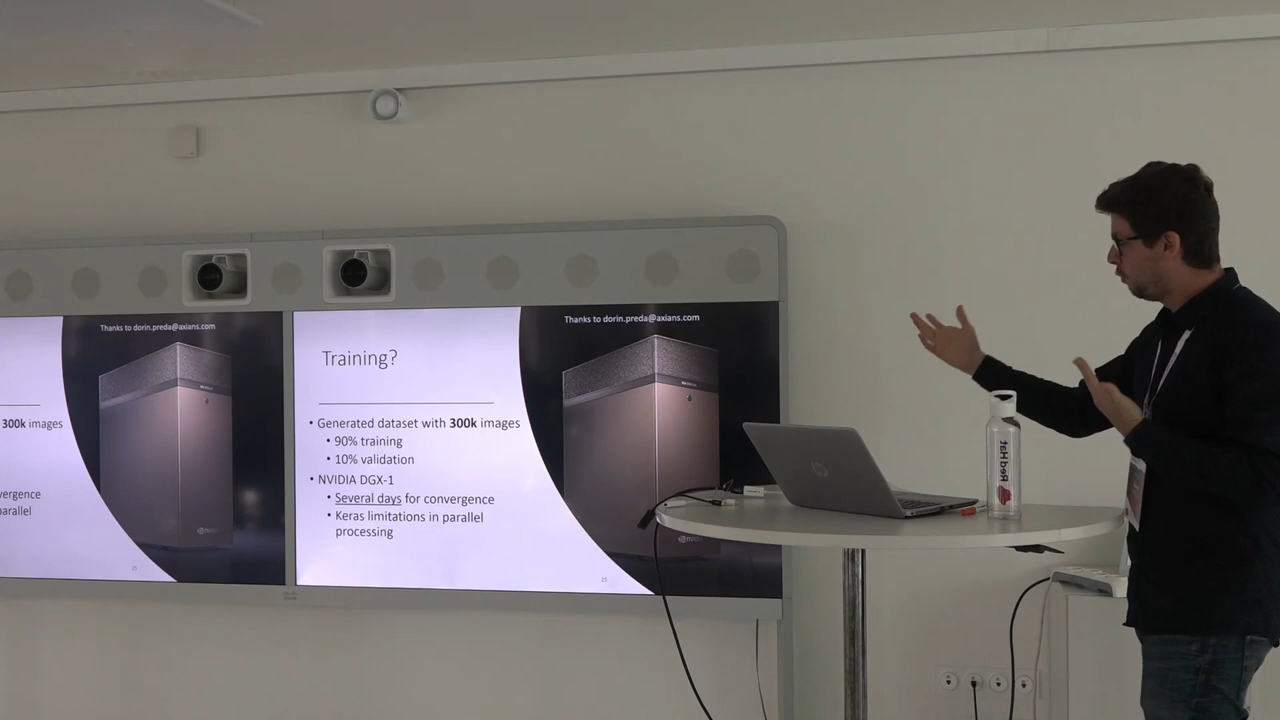 Thanks to dorin.preda@axians.com
300k images
vergence
parallel
25
Training?
• Generated dataset with 300k images
• 90% training
• 10% validation
• NVIDIA DGX-1
• Several days for convergence
• Keras limitations in parallel
processing
25
Thanks to dorin.preda@axians.com
Red Hat